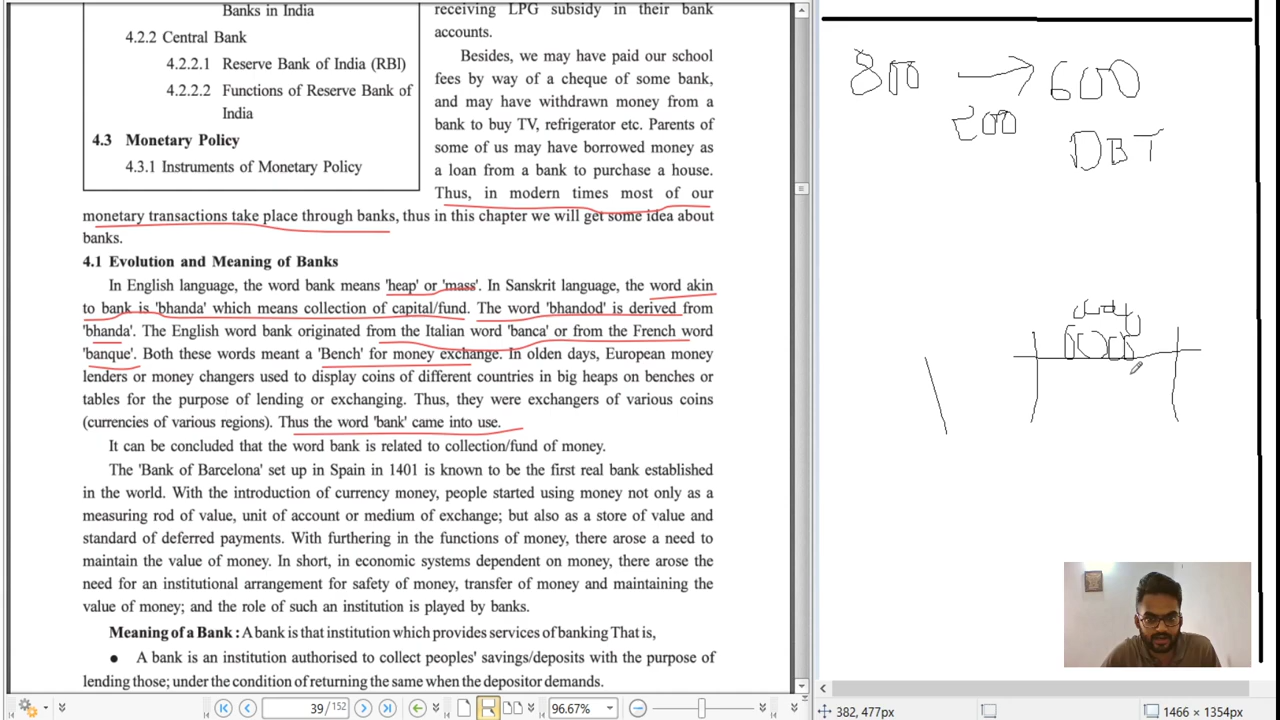 Banks in India
4.2.2 Central Bank
4.2.2.1 Reserve Bank of India (RBI)
4.2.2.2 Functions of Reserve Bank of
India
4.3 Monetary Policy
4.3.1 Instruments of Monetary Policy
receiving LPG subsidy in their bank
accounts.
Besides, we may have paid our school
fees by way of a cheque of some bank,
and may have withdrawn money from a
bank to buy TV, refrigerator etc. Parents of
some of us may have borrowed money as
a loan from a bank to purchase a house.
Thus, in modern times most of our
monetary transactions take place through banks, thus in this chapter we will get some idea about
banks.
4.1 Evolution and Meaning of Banks
In English language, the word bank means 'heap' or 'mass'. In Sanskrit language, the word akin
to bank is 'bhanda' which means collection of capital/fund. The word 'bhandod' is derived from
'bhanda'. The English word bank originated from the Italian word 'banca' or from the French word
'banque'. Both these words meant a 'Bench' for money exchange. In olden days, European money
lenders or money changers used to display coins of different countries in big heaps on benches or
tables for the purpose of lending or exchanging. Thus, they were exchangers of various coins
(currencies of various regions). Thus the word 'bank' came into use.
It can be concluded that the word bank is related to collection/fund of money.
The 'Bank of Barcelona' set up in Spain in 1401 is known to be the first real bank established
in the world. With the introduction of currency money, people started using money not only as a
measuring rod of value, unit of account or medium of exchange; but also as a store of value and
standard of deferred payments. With furthering in the functions of money, there arose a need to
maintain the value of money. In short, in economic systems dependent on money, there arose the
need for an institutional arrangement for safety of money, transfer of money and maintaining the
value of money; and the role of such an institution is played by banks.
Meaning of a Bank : A bank is that institution which provides services of banking That is,
● A bank is an institution authorised to collect peoples' savings/deposits with the purpose of
lending those; under the condition of returning the same when the depositor demands.
39 /152
96.67%
800 → 600
200
DBT
382, 477px
1466 × 1354px